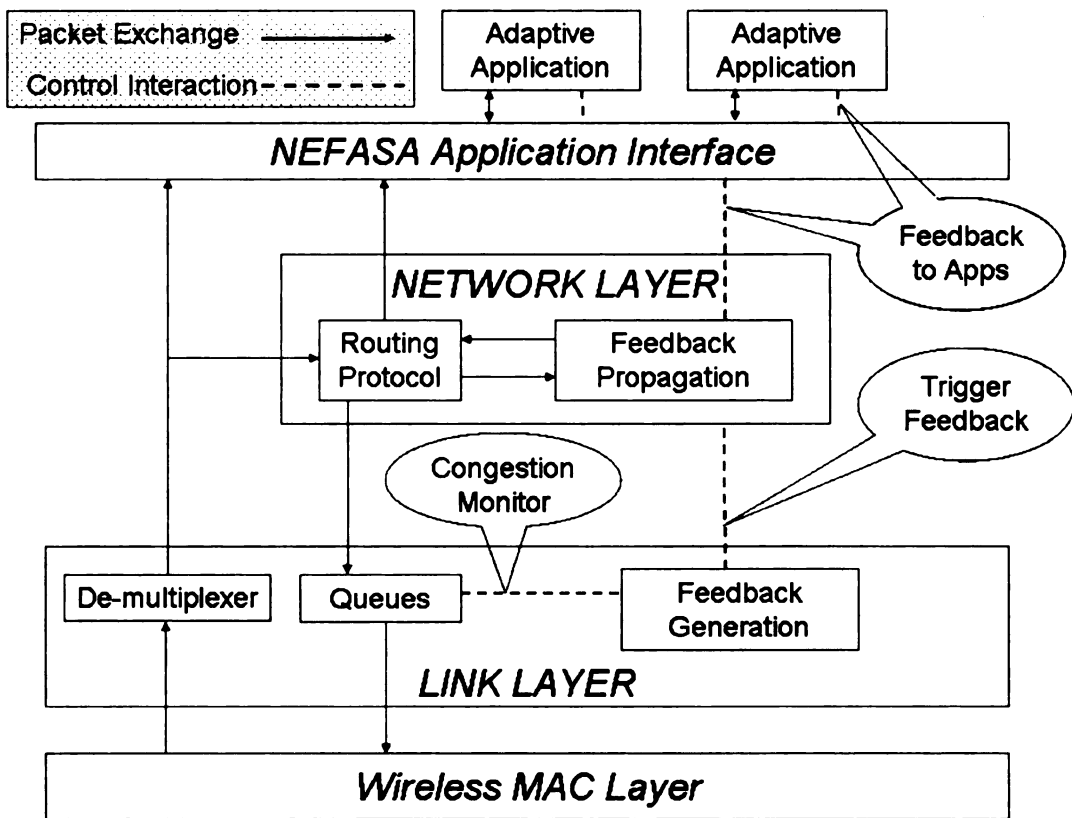 Packet Exchange
Control Interaction
Adaptive
Application
Adaptive
Application
NEFASA Application Interface
Feedback
to Apps
NETWORK LAYER
Routing
Protocol
Feedback
Propagation
Trigger
Feedback
Congestion
Monitor
De-multiplexer
Queues
Feedback
Generation
LINK LAYER
Wireless MAC Layer